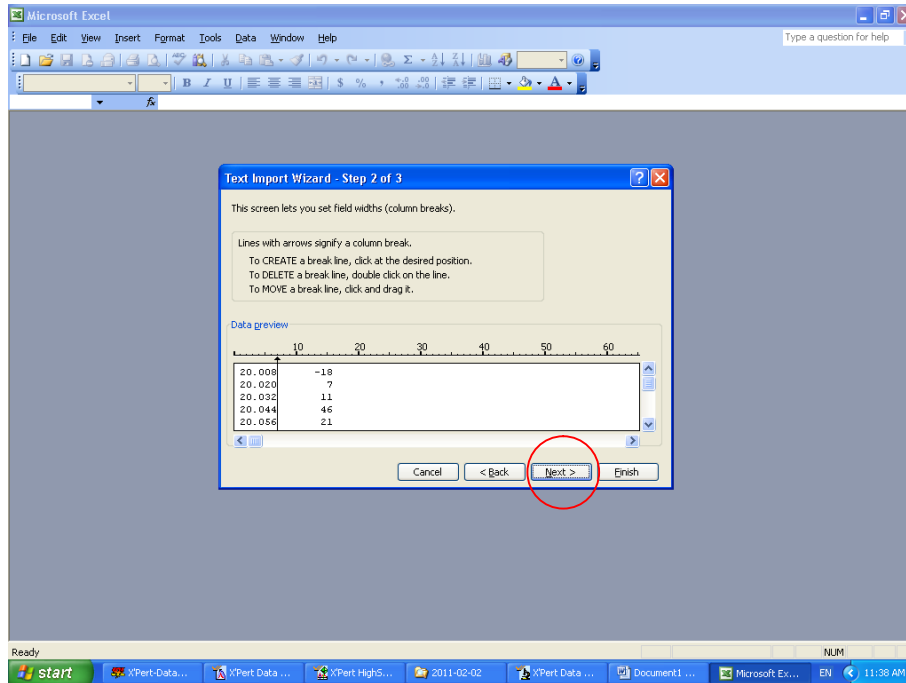 Microsoft Excel
File Edit View Insert Format Tools Data Window Help
Type a question for help
B I U $ % ,
fx
Text Import Wizard - Step 2 of 3
This screen lets you set field widths (column breaks).
Lines with arrows signify a column break.
To CREATE a break line, click at the desired position.
To DELETE a break line, double click on the line.
To MOVE a break line, click and drag it.
Data preview
10 20 30 40 50 60
20.008 -18
20.020 7
20.032 11
20.044 46
20.056 21
Cancel < Back Next > Finish
Ready NUM
start X'Pert-Data... X'Pert Data ... X'Pert HighS... 2011-02-02 X'Pert Data ... Document1 ... Microsoft Ex... EN 11:38 AM